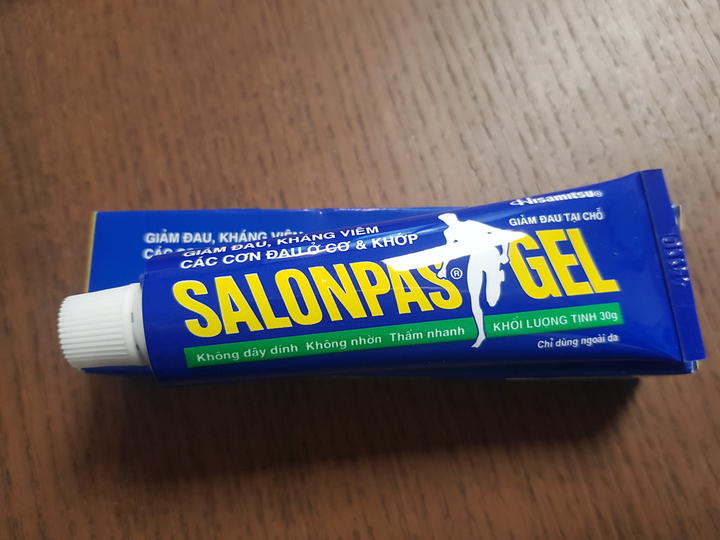 Hisamitsu®
GIẢM ĐAU TẠI CHỖ
GIẢM ĐAU, KHÁNG VIÊM
GIẢM ĐAU, KHÁNG VIÊM
CÁC CƠN ĐAU Ở CƠ & KHỚP
SALONPAS® GEL
Không dây dính Không nhờn Thấm nhanh
KHỐI LƯỢNG TỊNH 30g
Chỉ dùng ngoài da